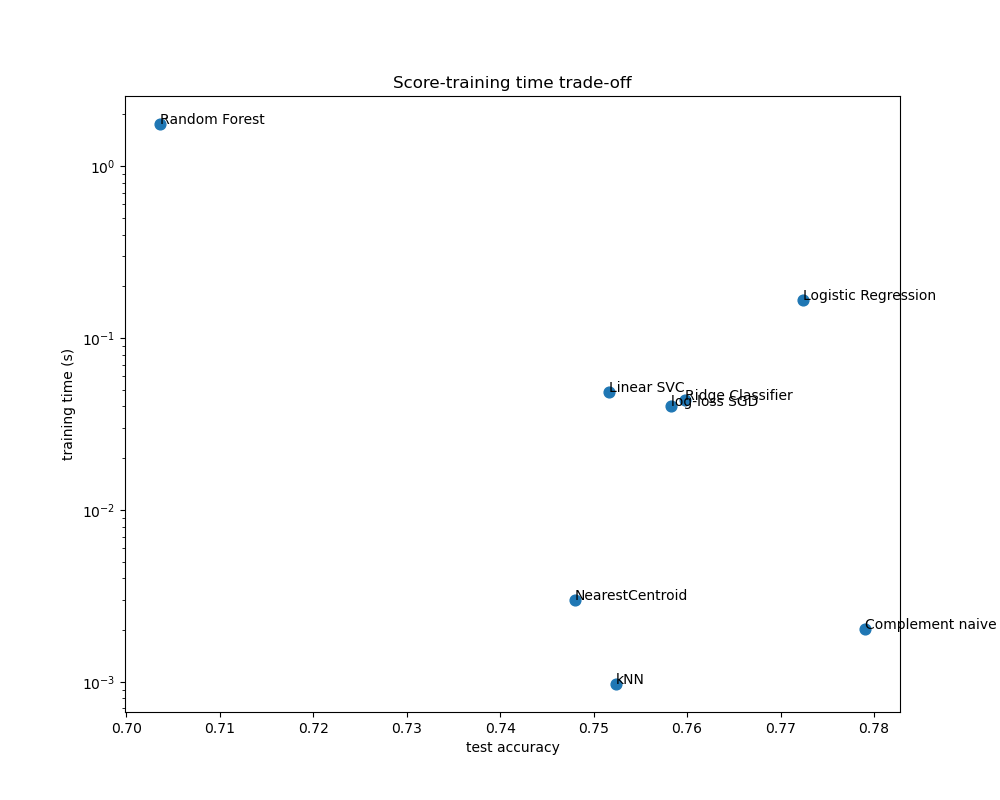 Score-training time trade-off
Random Forest
Logistic Regression
Linear SVC
Ridge Classifier
log-loss SGD
NearestCentroid
Complement naive
kNN
training time (s)
10^0
10^-1
10^-2
10^-3
0.70 0.71 0.72 0.73 0.74 0.75 0.76 0.77 0.78
test accuracy